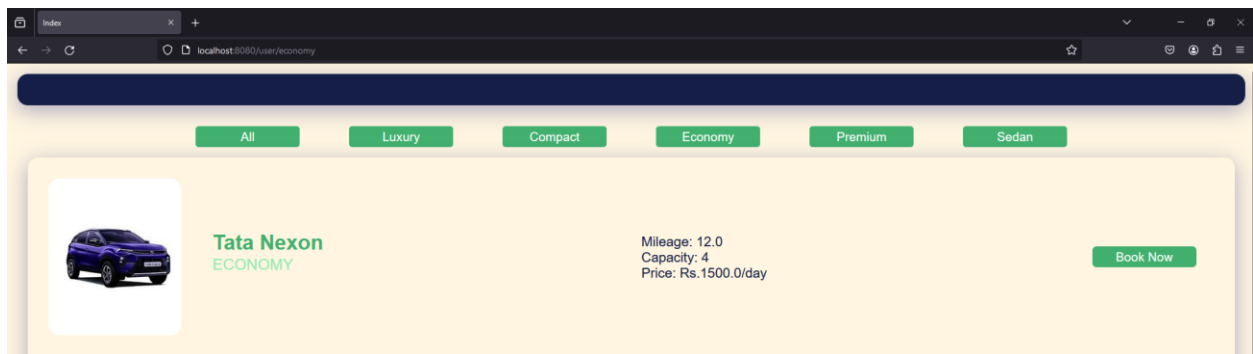 Index
localhost:8080/user/economy
All Luxury Compact Economy Premium Sedan
Tata Nexon
ECONOMY
Mileage: 12.0
Capacity: 4
Price: Rs.1500.0/day
Book Now